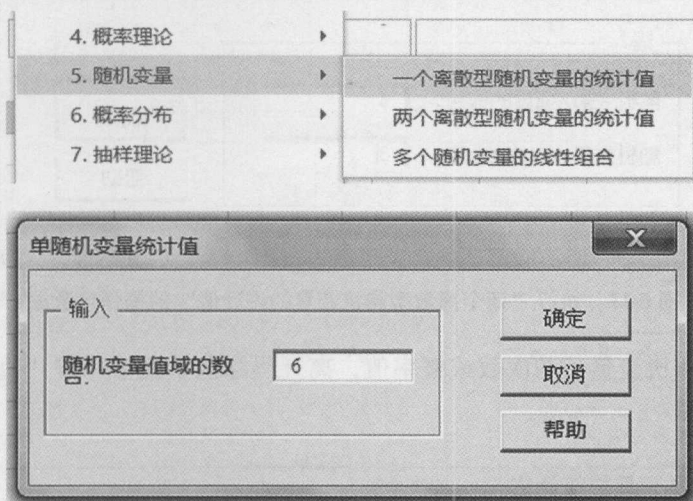 4. 概率理论
5. 随机变量
一个离散型随机变量的统计值
6. 概率分布
两个离散型随机变量的统计值
7. 抽样理论
多个随机变量的线性组合
单随机变量统计值
X
输入
随机变量值域的数
6
确定
取消
帮助